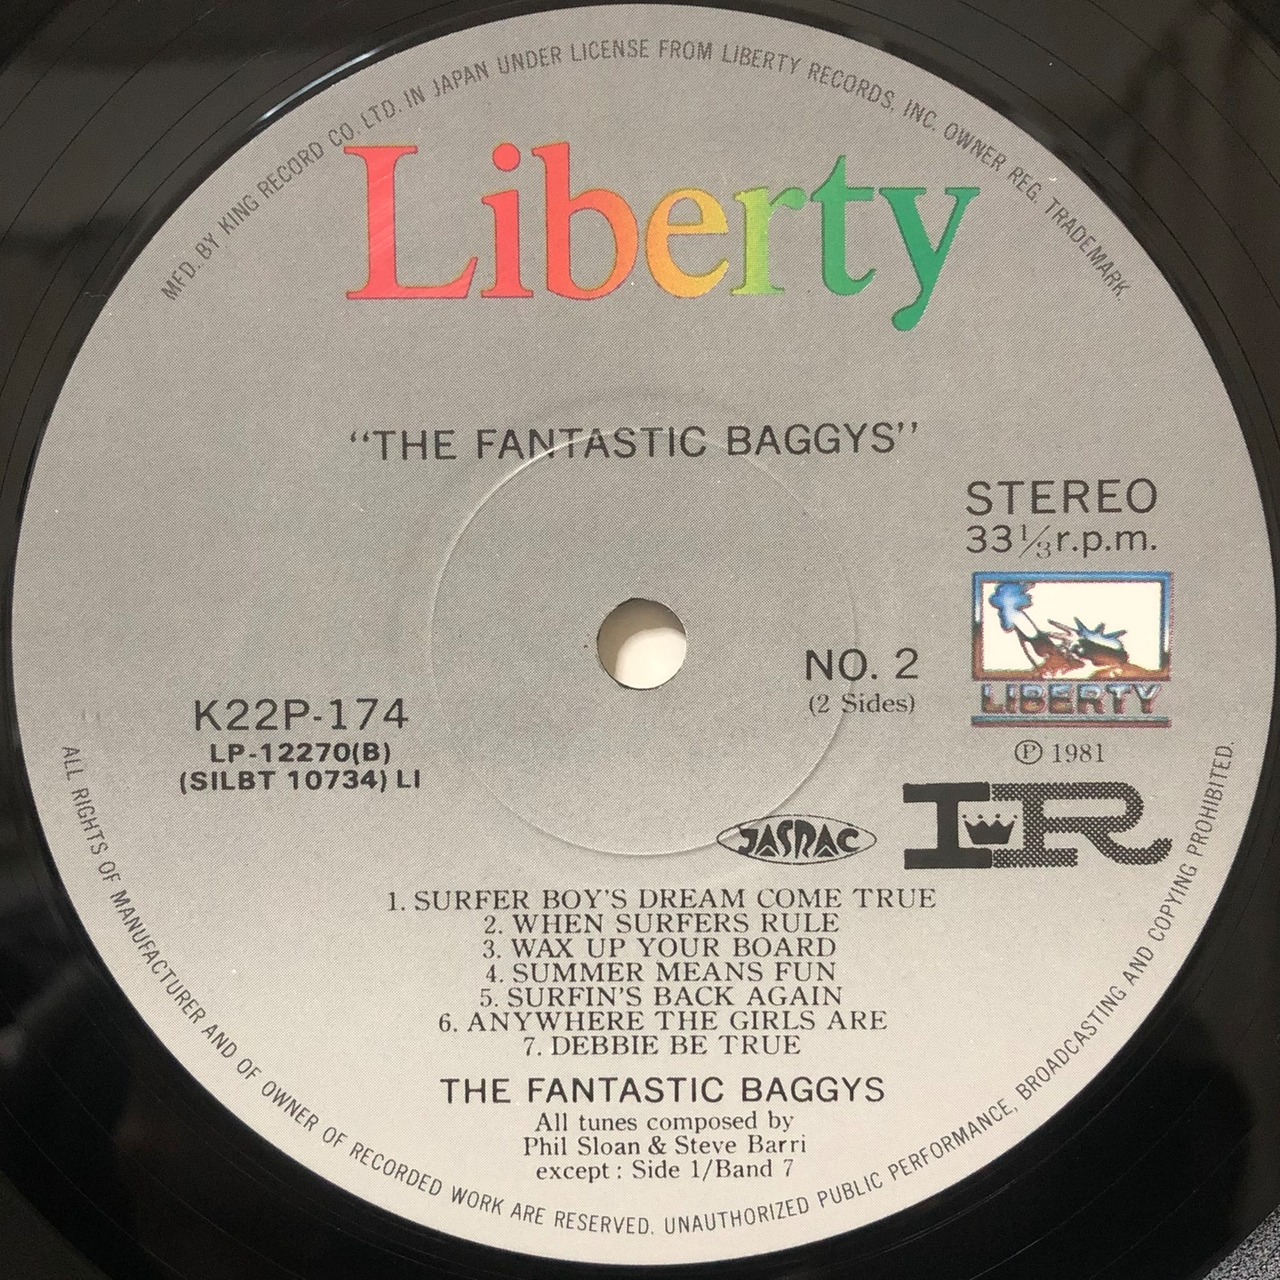 MFD. BY KING RECORD CO. LTD. IN JAPAN UNDER LICENSE FROM LIBERTY RECORDS, INC. OWNER REG. TRADEMARK.
Liberty
"THE FANTASTIC BAGGYS"
STEREO
33⅓r.p.m.
NO. 2
(2 Sides)
LIBERTY
K22P-174
LP-12270(B)
(SILBT 10734) LI
Ⓟ 1981
JASRAC
IR
1. SURFER BOY'S DREAM COME TRUE
2. WHEN SURFERS RULE
3. WAX UP YOUR BOARD
4. SUMMER MEANS FUN
5. SURFIN'S BACK AGAIN
6. ANYWHERE THE GIRLS ARE
7. DEBBIE BE TRUE
THE FANTASTIC BAGGYS
All tunes composed by
Phil Sloan & Steve Barri
except : Side 1/Band 7
ALL RIGHTS OF MANUFACTURER AND OF OWNER OF RECORDED WORK ARE RESERVED. UNAUTHORIZED PUBLIC PERFORMANCE, BROADCASTING AND COPYING PROHIBITED.